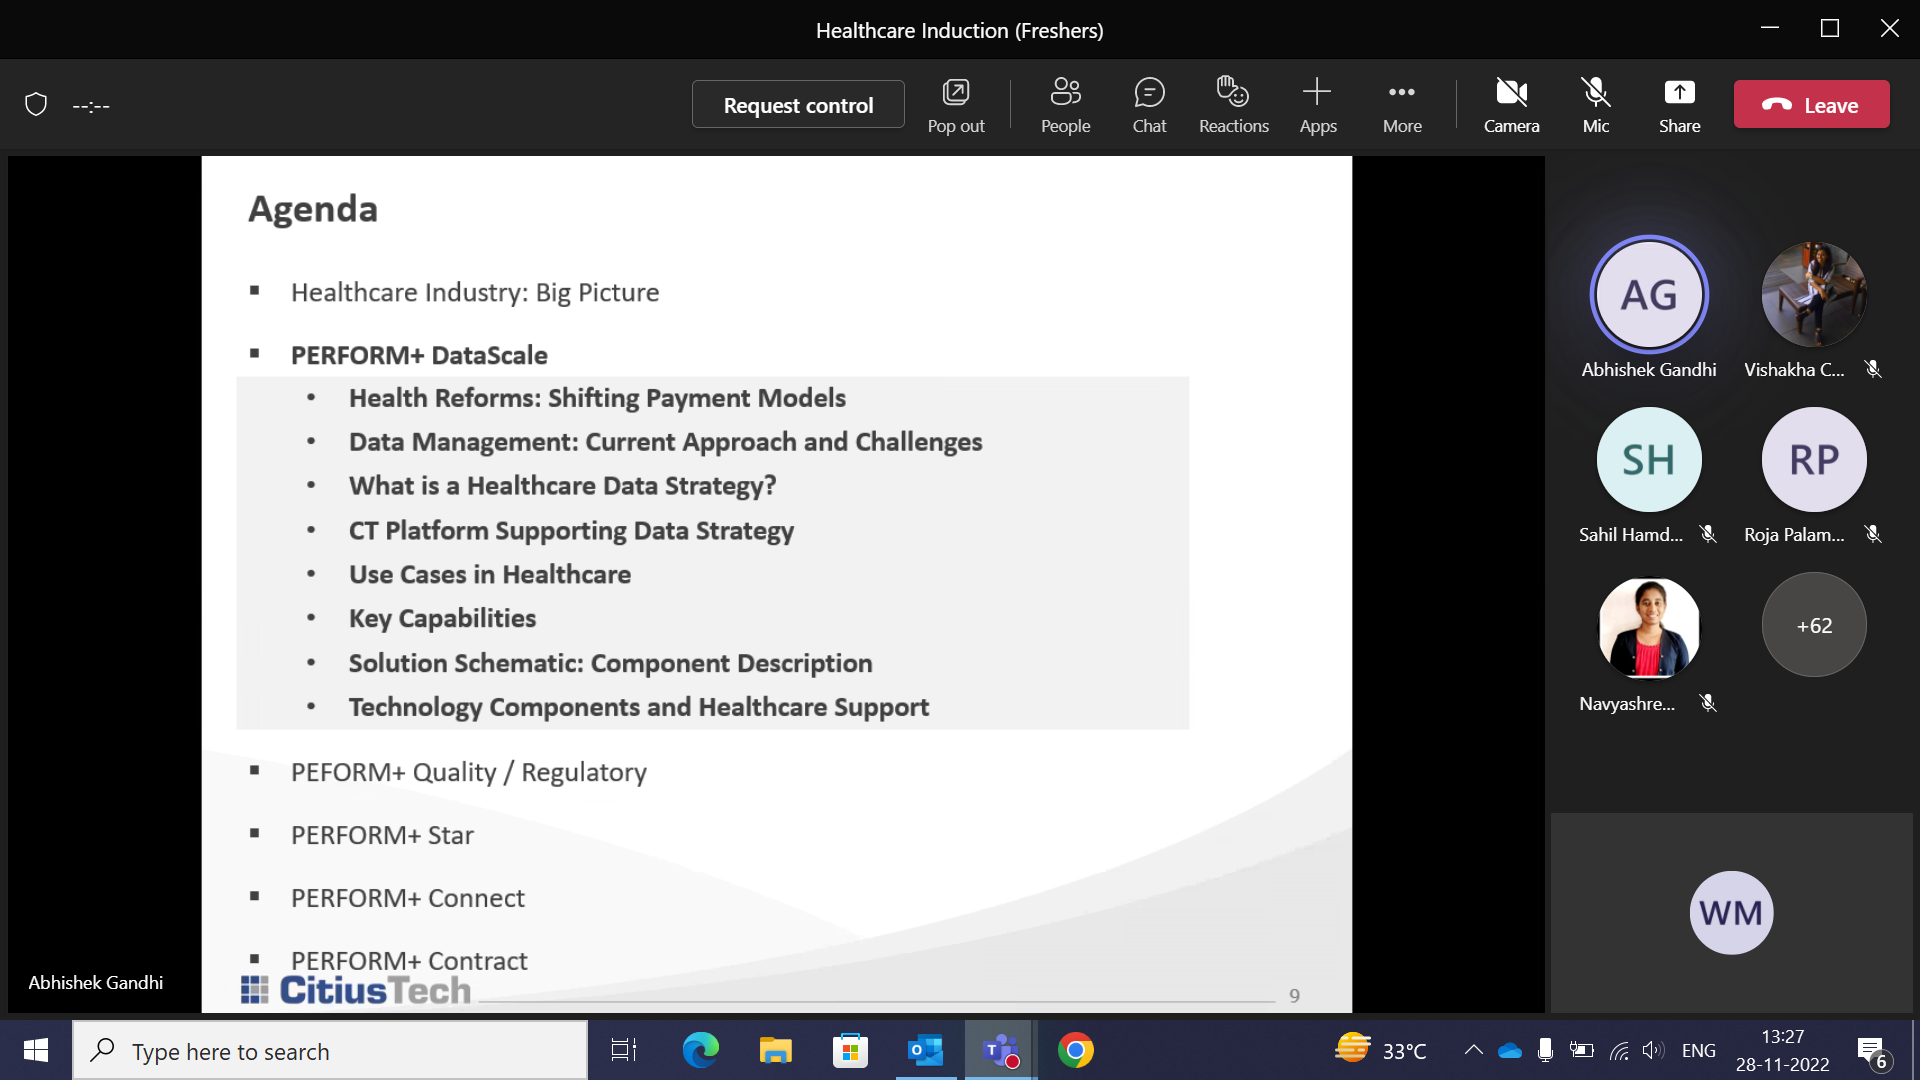 Healthcare Induction (Freshers)
--:--
Request control
Pop out
People
Chat
Reactions
Apps
More
Camera
Mic
Share
Leave
Agenda
Healthcare Industry: Big Picture
PERFORM+ DataScale
Health Reforms: Shifting Payment Models
Data Management: Current Approach and Challenges
What is a Healthcare Data Strategy?
CT Platform Supporting Data Strategy
Use Cases in Healthcare
Key Capabilities
Solution Schematic: Component Description
Technology Components and Healthcare Support
PEFORM+ Quality / Regulatory
PERFORM+ Star
PERFORM+ Connect
PERFORM+ Contract
CitiusTech
9
Abhishek Gandhi
AG
Abhishek Gandhi
Vishakha C...
SH
Sahil Hamd...
RP
Roja Palam...
Navyashre...
+62
WM
Type here to search
33°C
ENG
13:27
28-11-2022
6